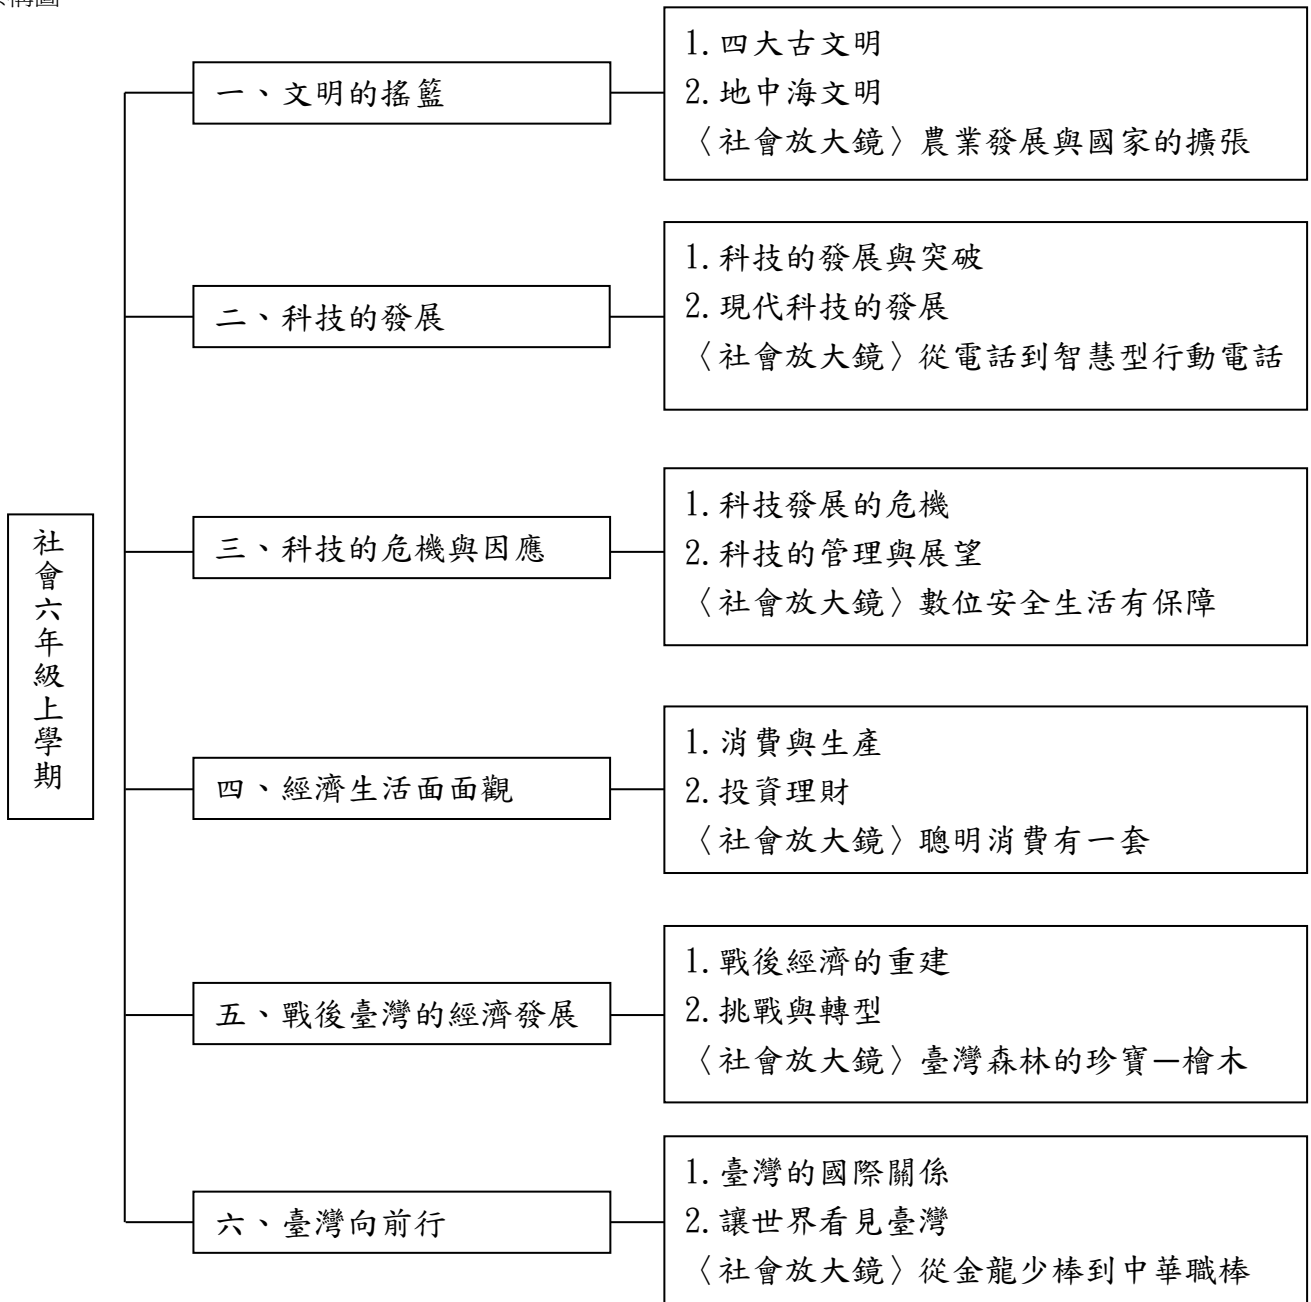 社會六年級上學期
一、文明的搖籃
1.四大古文明
2.地中海文明
〈社會放大鏡〉農業發展與國家的擴張
二、科技的發展
1.科技的發展與突破
2.現代科技的發展
〈社會放大鏡〉從電話到智慧型行動電話
三、科技的危機與因應
1.科技發展的危機
2.科技的管理與展望
〈社會放大鏡〉數位安全生活有保障
四、經濟生活面面觀
1.消費與生產
2.投資理財
〈社會放大鏡〉聰明消費有一套
五、戰後臺灣的經濟發展
1.戰後經濟的重建
2.挑戰與轉型
〈社會放大鏡〉臺灣森林的珍寶—檜木
六、臺灣向前行
1.臺灣的國際關係
2.讓世界看見臺灣
〈社會放大鏡〉從金龍少棒到中華職棒